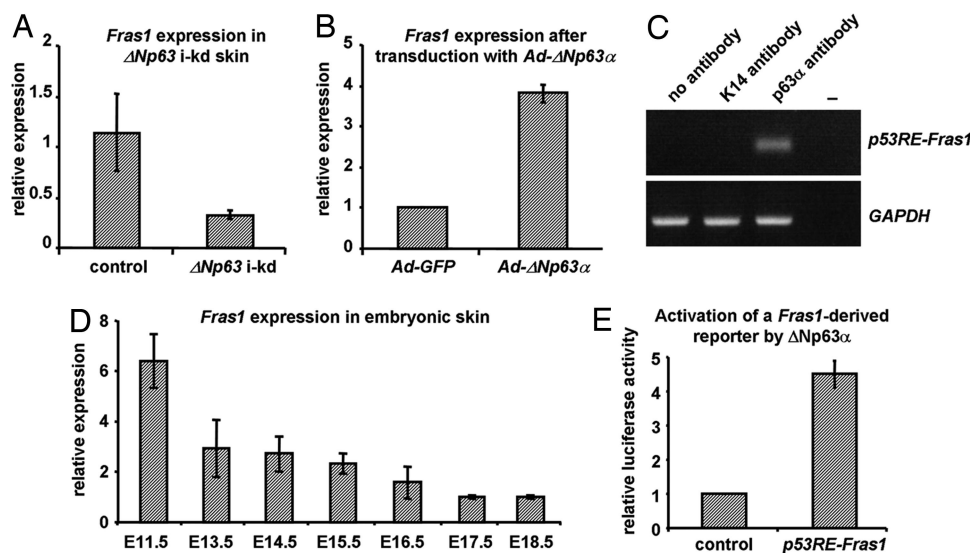 A
Fras1 expression in
ΔNp63 i-kd skin
relative expression
2
1.5
1
0.5
0
control
ΔNp63 i-kd
B
Fras1 expression after
transduction with Ad-ΔNp63α
relative expression
5
4
3
2
1
0
Ad-GFP
Ad-ΔNp63α
C
no antibody
K14 antibody
p63α antibody
–
p53RE-Fras1
GAPDH
D
Fras1 expression in embryonic skin
relative expression
8
6
4
2
0
E11.5
E13.5
E14.5
E15.5
E16.5
E17.5
E18.5
E
Activation of a Fras1-derived
reporter by ΔNp63α
relative luciferase activity
5
4
3
2
1
0
control
p53RE-Fras1